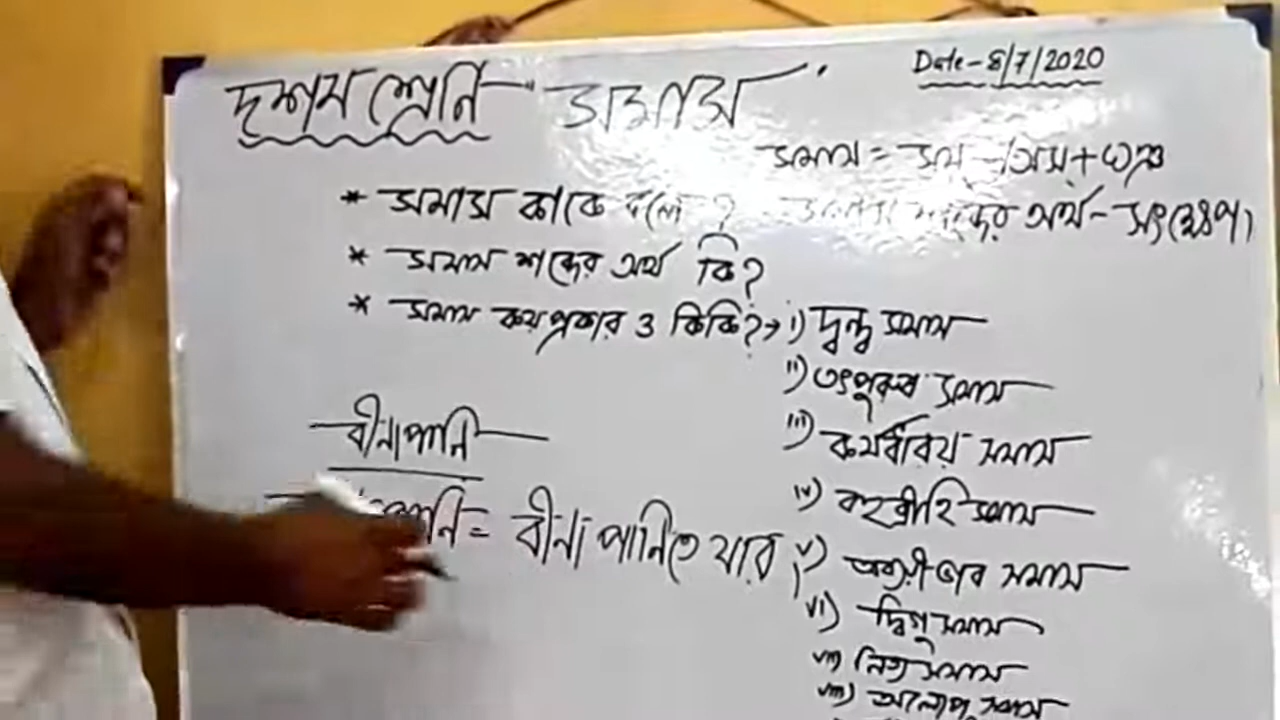 Date-8/7/2020
দশম শ্রেণি সমাস
সমাস = সম্-অস্+ঘঞ
* সমাস কাকে বলে ?
শব্দের অর্থ- সংক্ষেপ।
* সমাস শব্দের অর্থ কি?
* সমাস কয়প্রকার ও কিকি?→ i) দ্বন্দ্ব সমাস
ii) তৎপুরুষ সমাস
iii) কর্মধারয় সমাস
বীনাপানি
iv) বহুব্রীহি সমাস
পানি = বীনা পানিতে যার।
v) অব্যয়ীভাব সমাস
vi) দ্বিগু সমাস
vii) নিত্য সমাস
viii) অলোপ সমাস